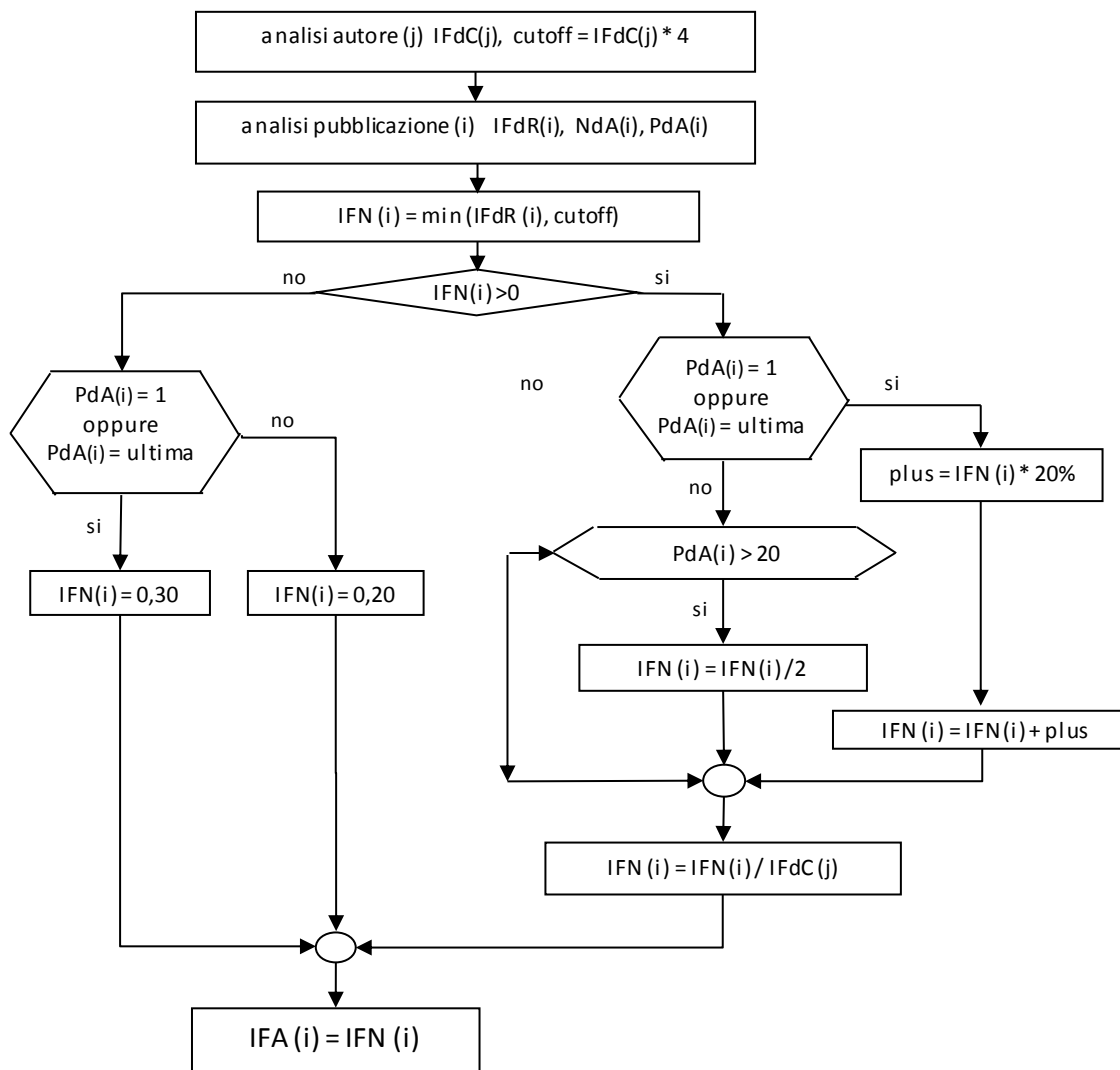 analisi autore (j) IFdC(j), cutoff = IFdC(j) * 4
analisi pubblicazione (i) IFdR(i), NdA(i), PdA(i)
IFN (i) = min (IFdR (i), cutoff)
no
IFN(i) >0
si
PdA(i) = 1
oppure
PdA(i) = ultima
no
si
no
PdA(i) = 1
oppure
PdA(i) = ultima
si
no
plus = IFN (i) * 20%
PdA(i) > 20
si
IFN(i) = 0,30
IFN(i) = 0,20
IFN (i) = IFN(i) /2
IFN (i) = IFN(i) + plus
IFN (i) = IFN(i) / IFdC (j)
IFA (i) = IFN (i)